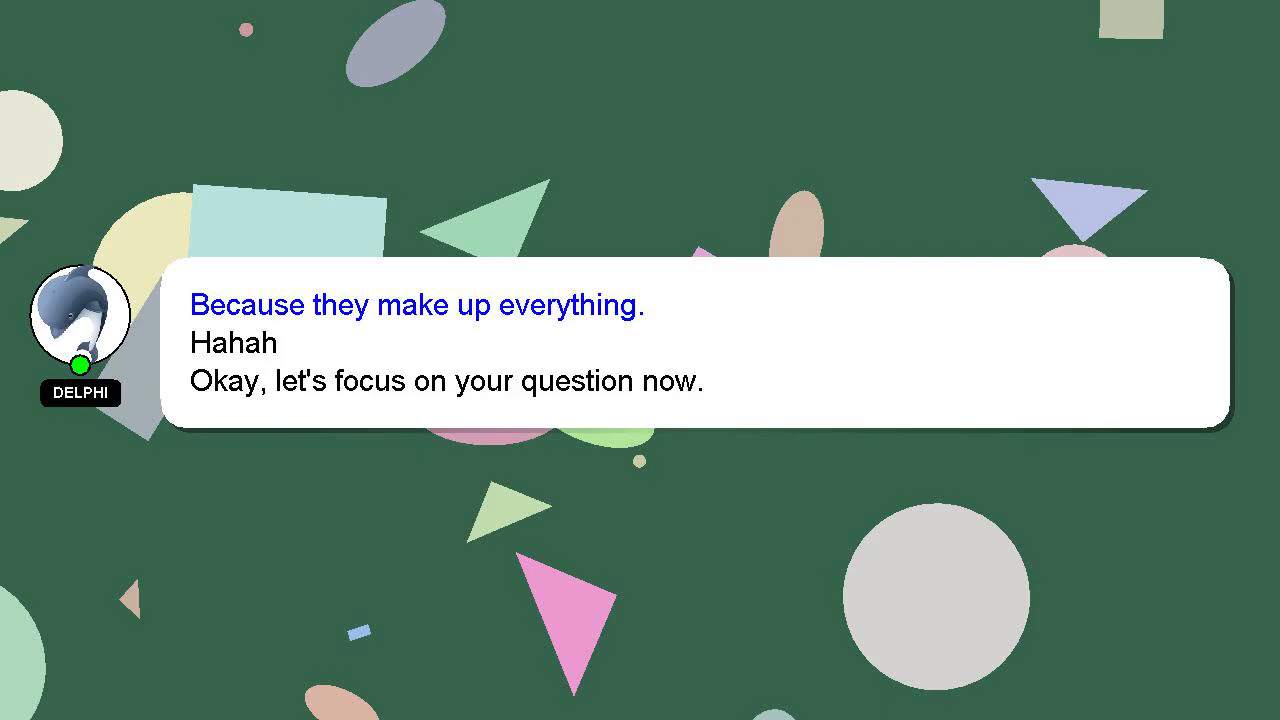 Because they make up everything.
Hahah
Okay, let's focus on your question now.
DELPHI